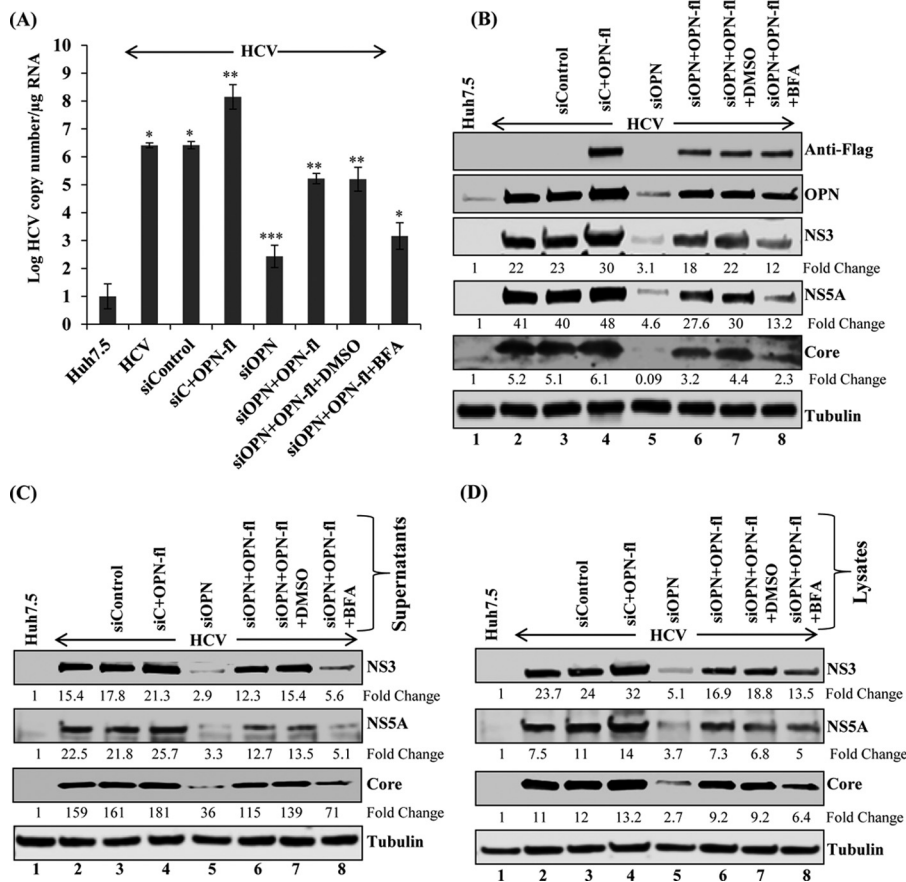 (A)
Log HCV copy number/µg RNA
10
9
8
7
6
5
4
3
2
1
0
HCV
*
*
**
***
**
**
*
Huh7.5
HCV
siControl
siC+OPN-fl
siOPN
siOPN+OPN-fl
siOPN+OPN-fl+DMSO
siOPN+OPN-fl+BFA
(B)
Huh7.5
siControl
siC+OPN-fl
siOPN
siOPN+OPN-fl
siOPN+OPN-fl
+DMSO
siOPN+OPN-fl
+BFA
HCV
Anti-Flag
OPN
NS3
1 22 23 30 3.1 18 22 12 Fold Change
NS5A
1 41 40 48 4.6 27.6 30 13.2 Fold Change
Core
1 5.2 5.1 6.1 0.09 3.2 4.4 2.3 Fold Change
Tubulin
1 2 3 4 5 6 7 8
(C)
Huh7.5
siControl
siC+OPN-fl
siOPN
siOPN+OPN-fl
siOPN+OPN-fl
+DMSO
siOPN+OPN-fl
+BFA
Supernatants
HCV
NS3
1 15.4 17.8 21.3 2.9 12.3 15.4 5.6 Fold Change
NS5A
1 22.5 21.8 25.7 3.3 12.7 13.5 5.1 Fold Change
Core
1 159 161 181 36 115 139 71 Fold Change
Tubulin
1 2 3 4 5 6 7 8
(D)
Huh7.5
siControl
siC+OPN-fl
siOPN
siOPN+OPN-fl
siOPN+OPN-fl
+DMSO
siOPN+OPN-fl
+BFA
Lysates
HCV
NS3
1 23.7 24 32 5.1 16.9 18.8 13.5 Fold Change
NS5A
1 7.5 11 14 3.7 7.3 6.8 5 Fold Change
Core
1 11 12 13.2 2.7 9.2 9.2 6.4 Fold Change
Tubulin
1 2 3 4 5 6 7 8